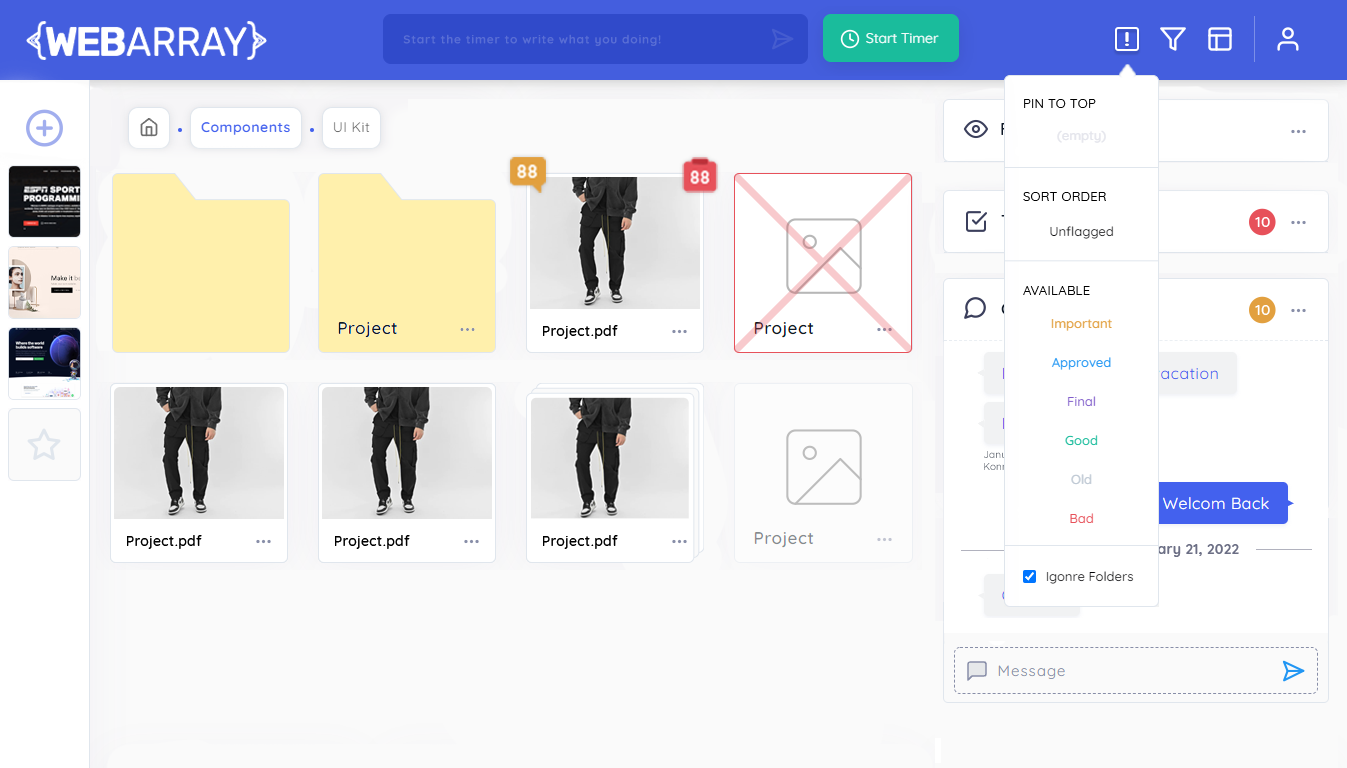 {WEBARRAY}
Start the timer to write what you doing!
Start Timer
Components
UI Kit
ESPN SPORT
PROGRAMMI
Make it bo
Where the world
builds software
88
88
Project
Project.pdf
Project
Project.pdf
Project.pdf
Project.pdf
Project
PIN TO TOP
(empty)
SORT ORDER
Unflagged
AVAILABLE
Important
Approved
Final
Good
Old
Bad
Igonre Folders
10
10
acation
Janu
Konr
Welcom Back
ary 21, 2022
Message